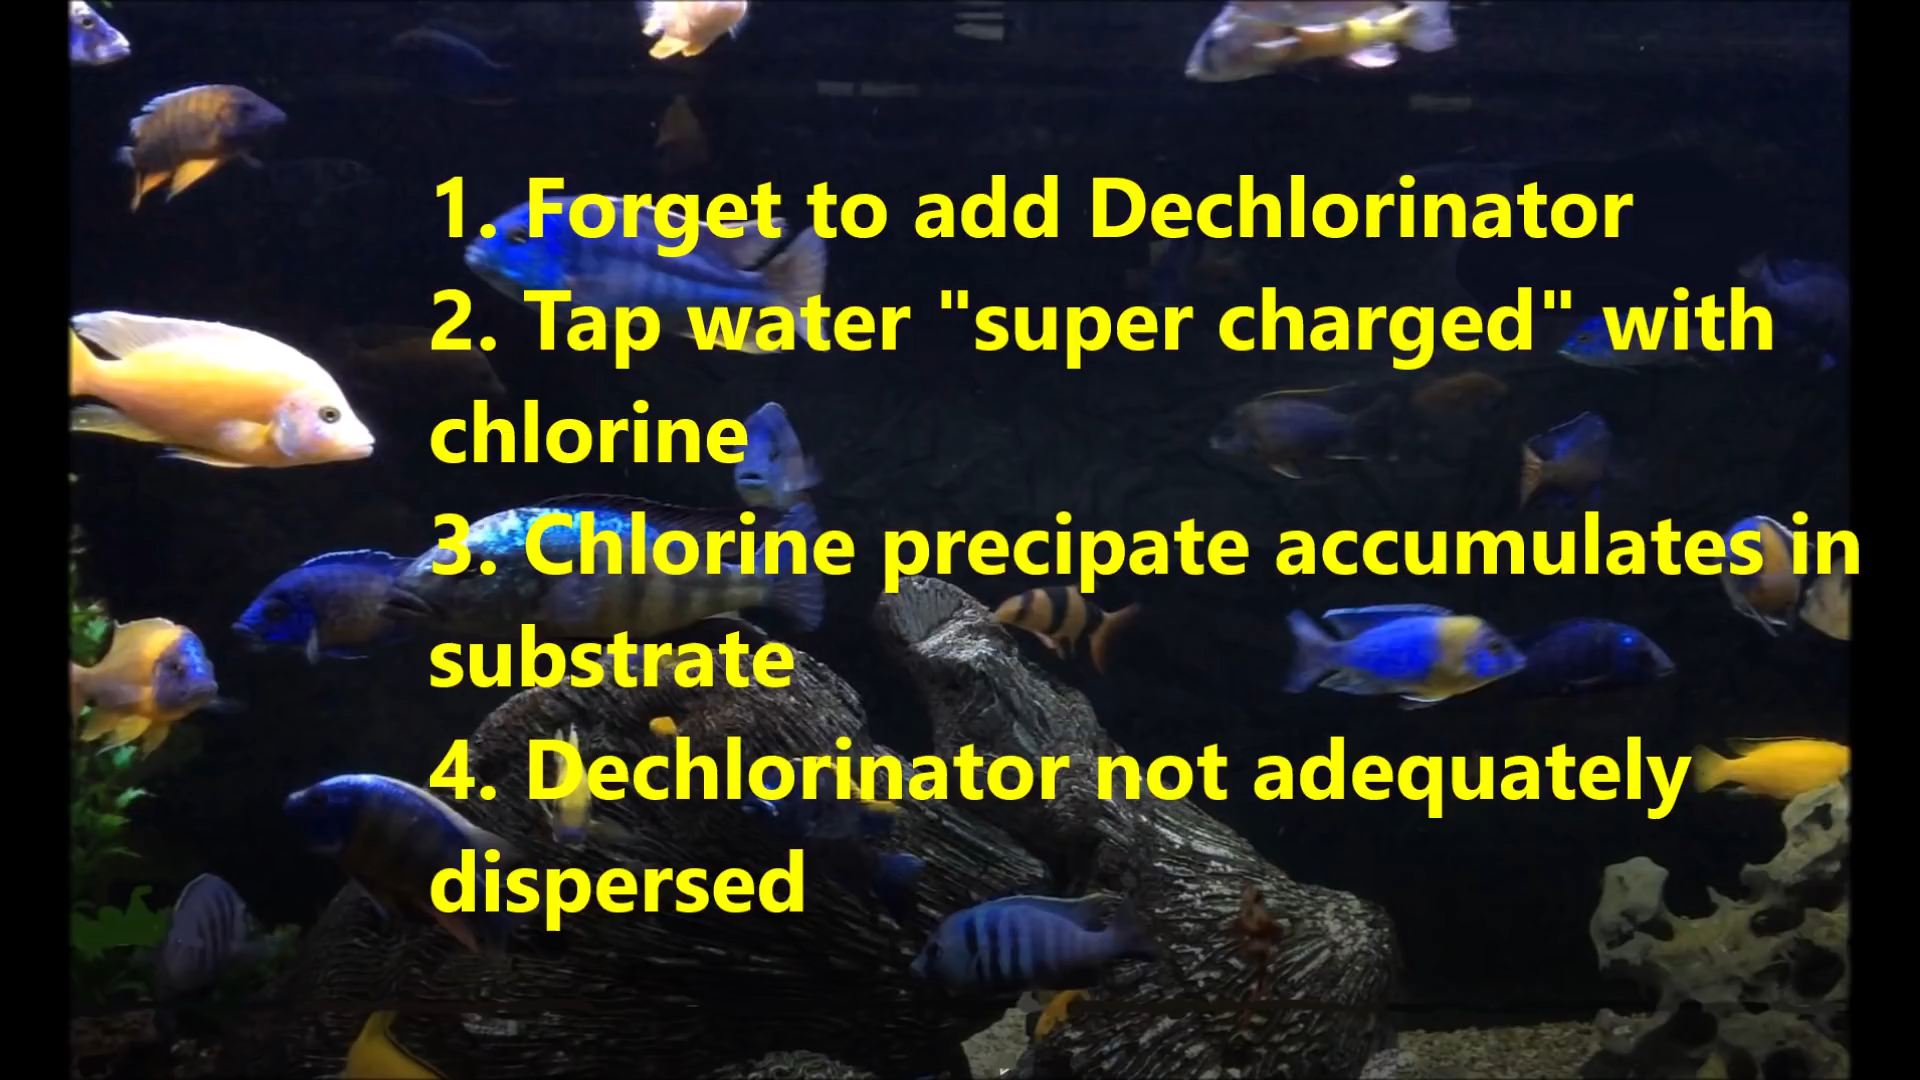 1. Forget to add Dechlorinator
2. Tap water "super charged" with
chlorine
3. Chlorine precipate accumulates in
substrate
4. Dechlorinator not adequately
dispersed